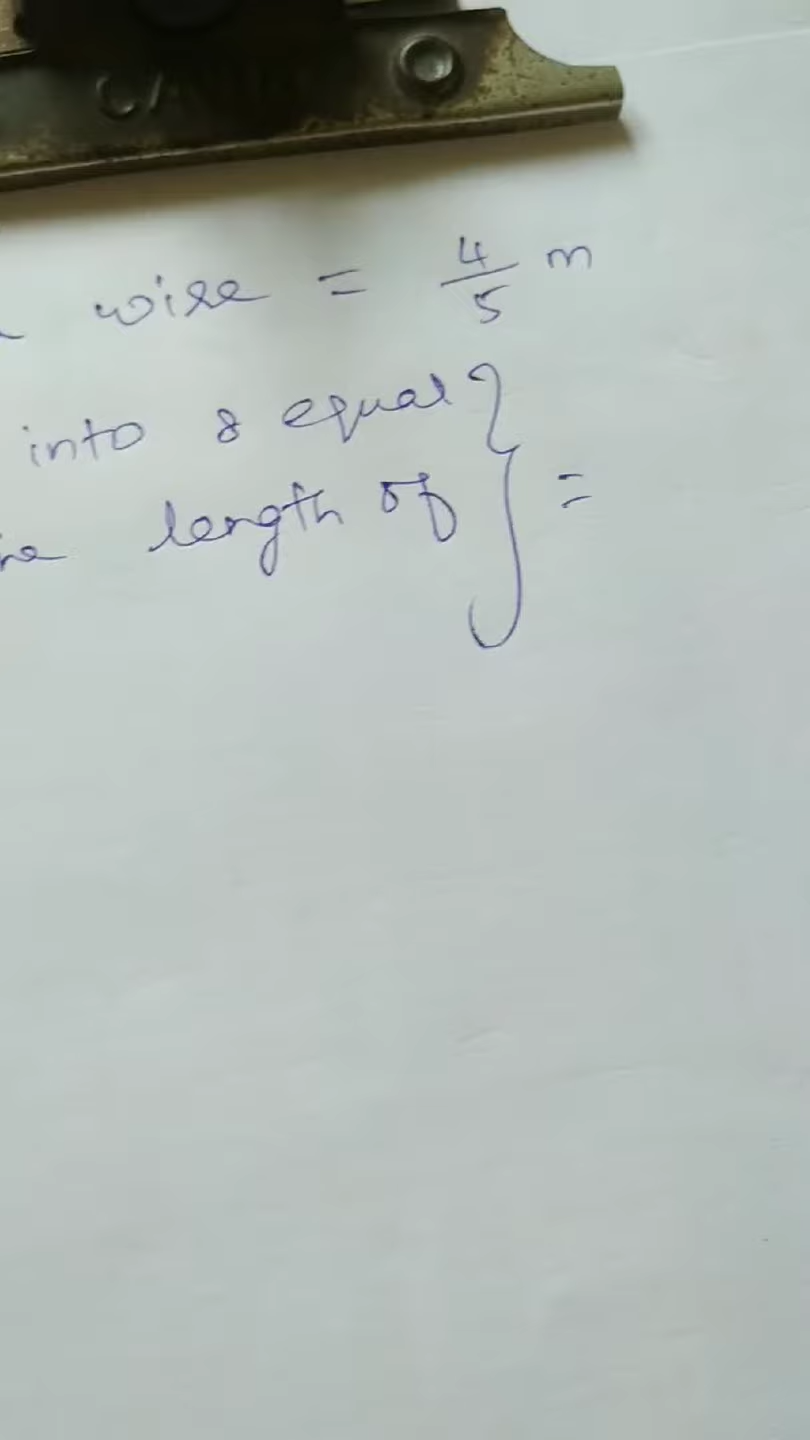 wire = 4/5 m
into 8 equal
length of } =